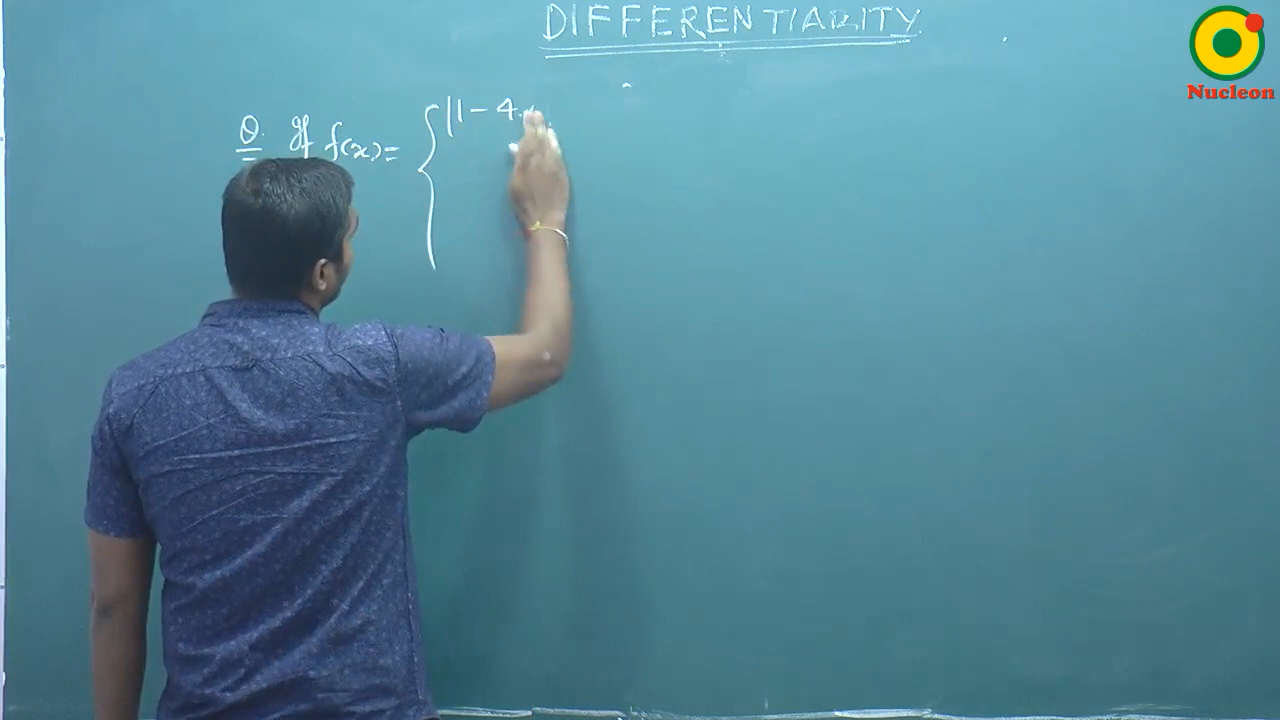 DIFFERENTIABILITY
Nucleon
Q. If f(x) = { |1 - 4